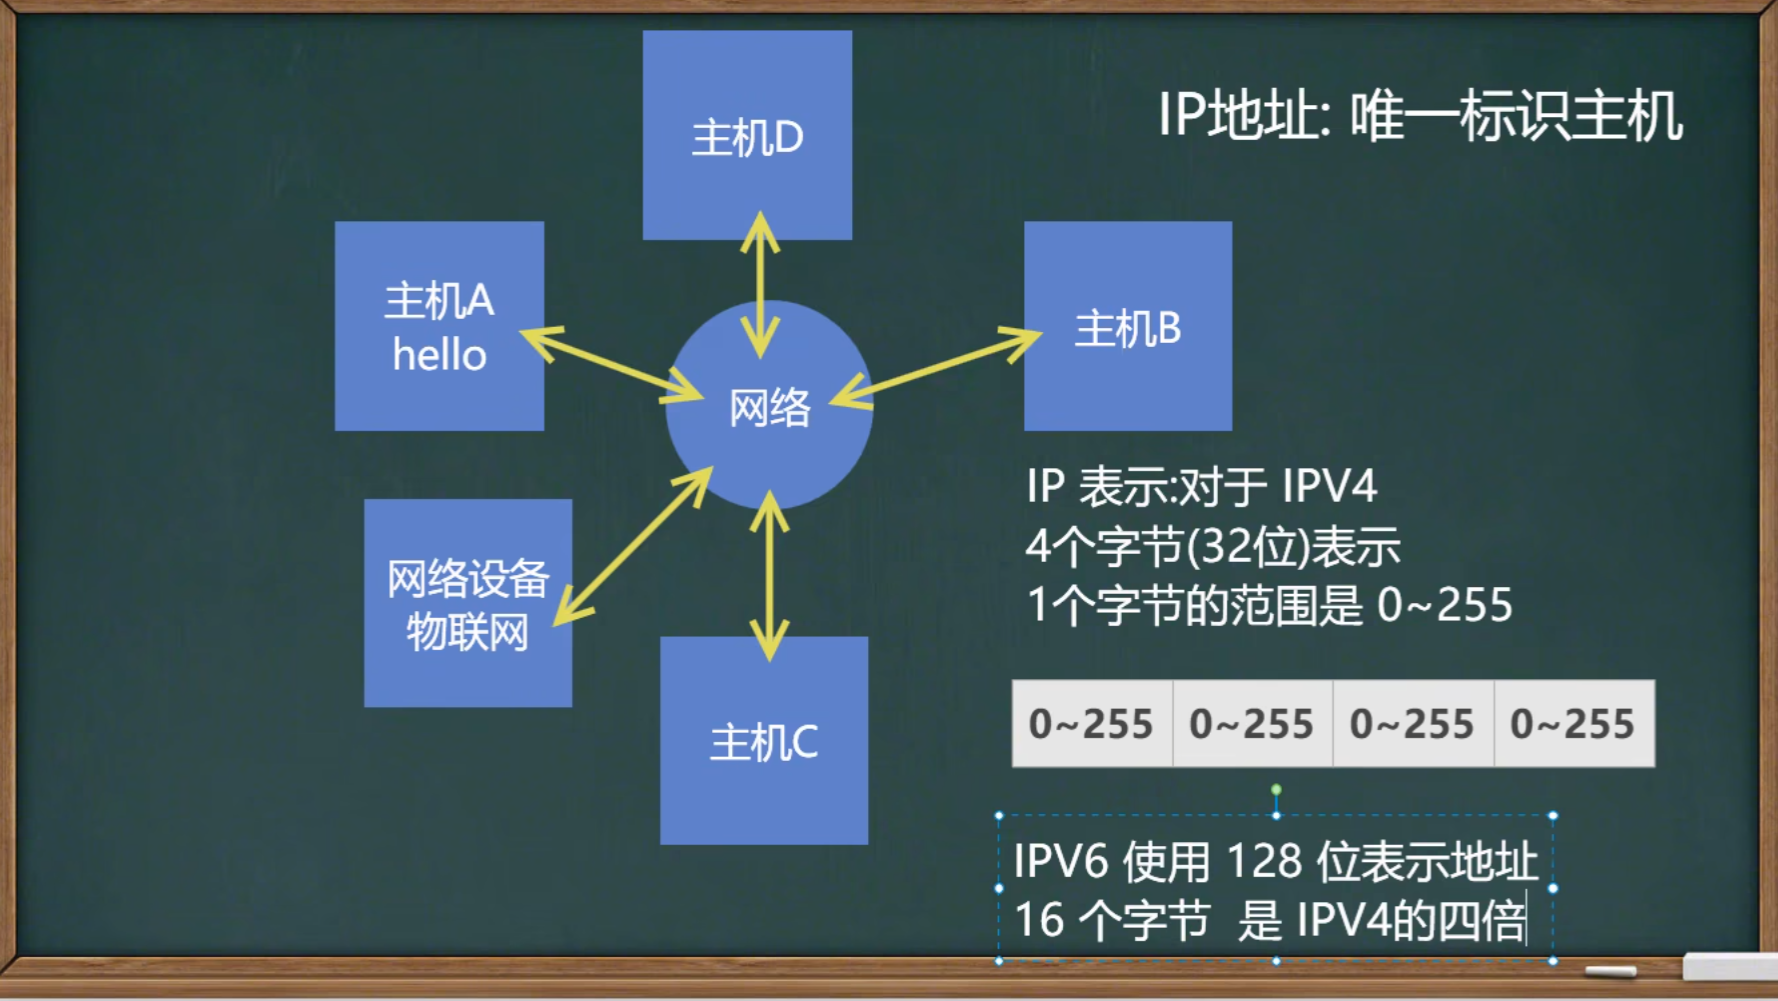 主机D
IP地址: 唯一标识主机
主机A
hello
主机B
网络
IP 表示:对于 IPV4
4个字节(32位)表示
1个字节的范围是 0~255
网络设备
物联网
主机C
0~255 0~255 0~255 0~255
IPV6 使用 128 位表示地址
16 个字节 是 IPV4的四倍